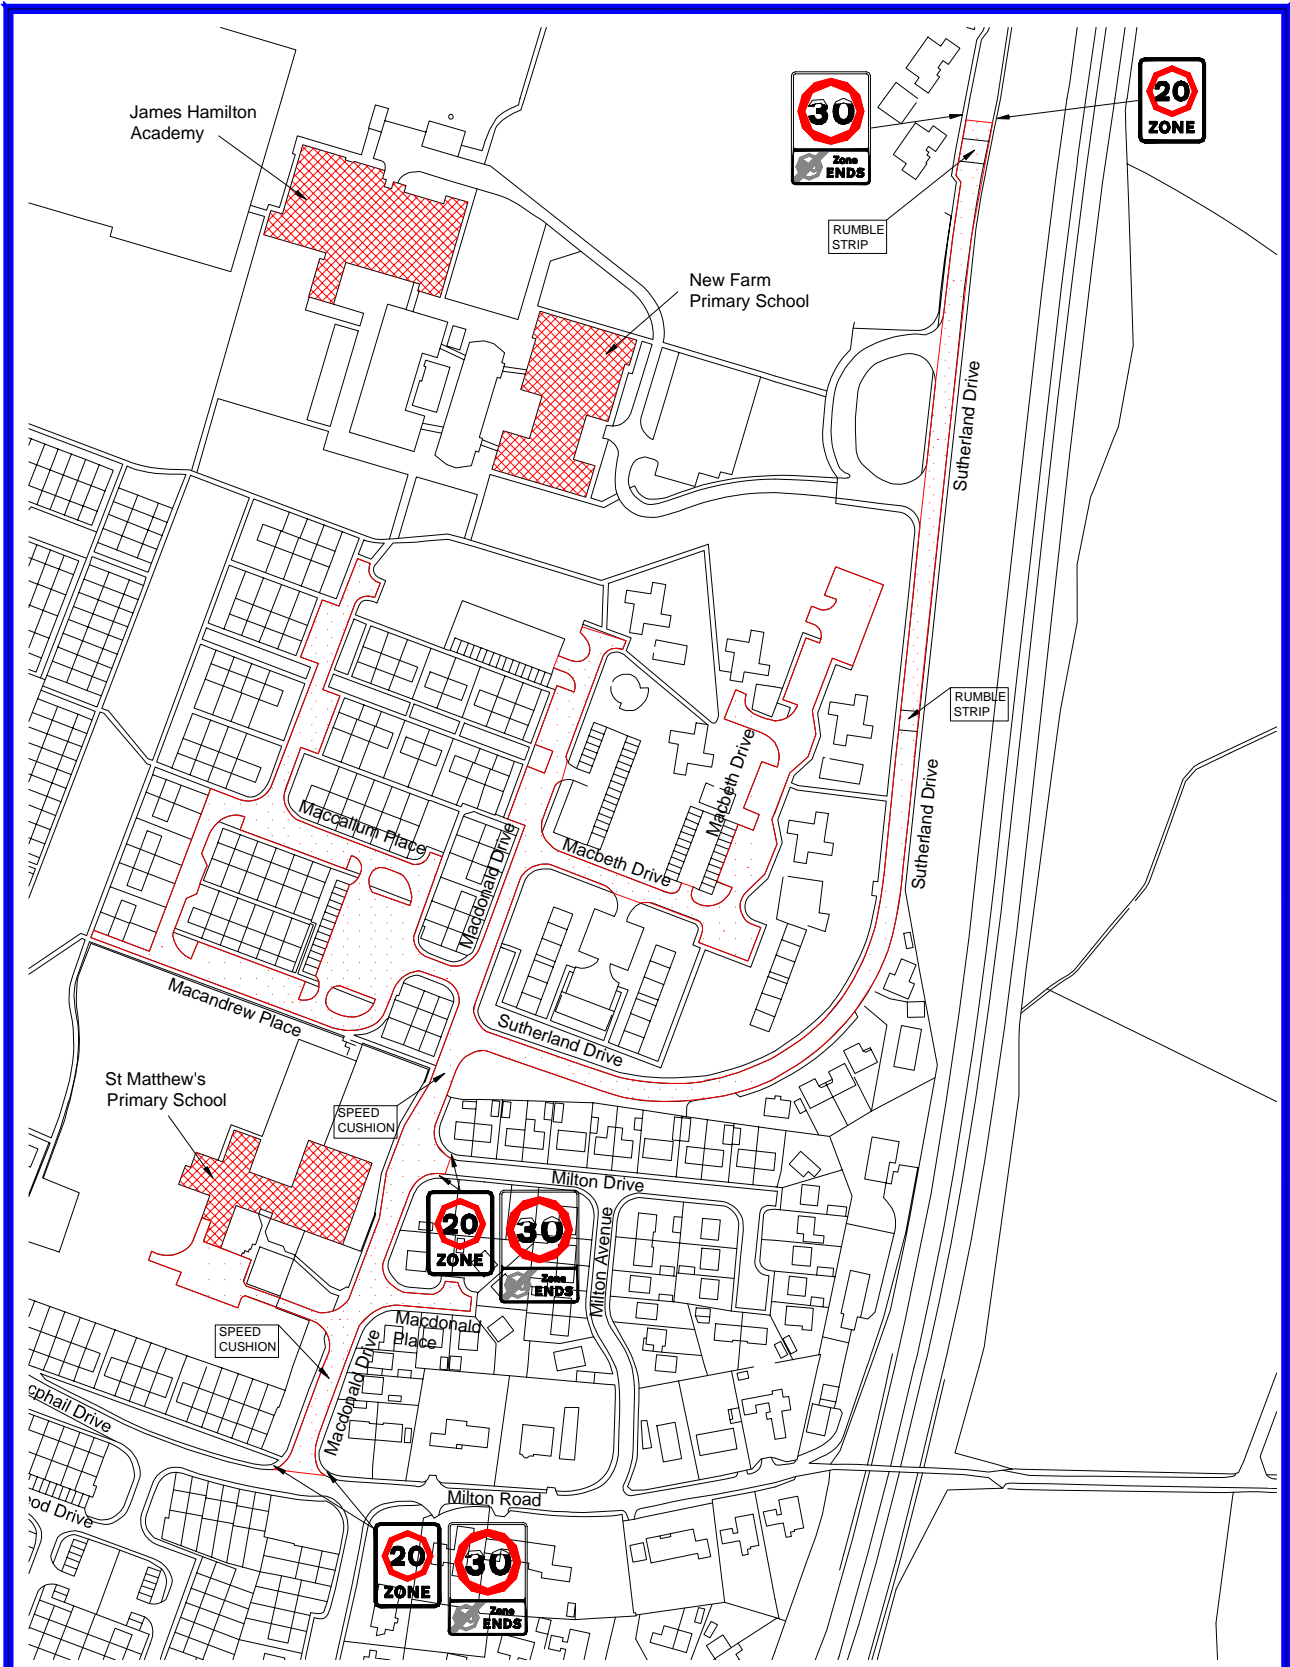 30
Zone
ENDS
20
ZONE
James Hamilton
Academy
RUMBLE
STRIP
New Farm
Primary School
Sutherland Drive
RUMBLE
STRIP
Macbeth Drive
Sutherland Drive
Maccallum Place
Macdonald Drive
Macbeth Drive
Macandrew Place
Sutherland Drive
St Matthew's
Primary School
SPEED
CUSHION
Milton Drive
20
ZONE
30
Zone
ENDS
Milton Avenue
Macdonald
Place
SPEED
CUSHION
Macdonald Drive
cphail Drive
Milton Road
ood Drive
20
ZONE
30
Zone
ENDS